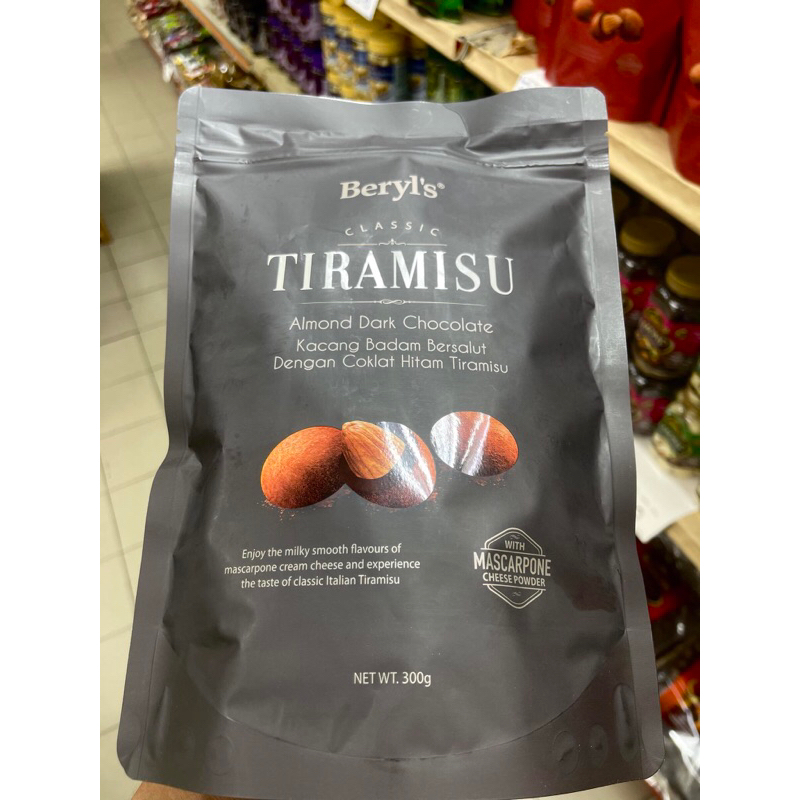 Beryl's®
CLASSIC
TIRAMISU
Almond Dark Chocolate
Kacang Badam Bersalut
Dengan Coklat Hitam Tiramisu
Enjoy the milky smooth flavours of
mascarpone cream cheese and experience
the taste of classic Italian Tiramisu
WITH
MASCARPONE
CHEESE POWDER
NET WT. 300g